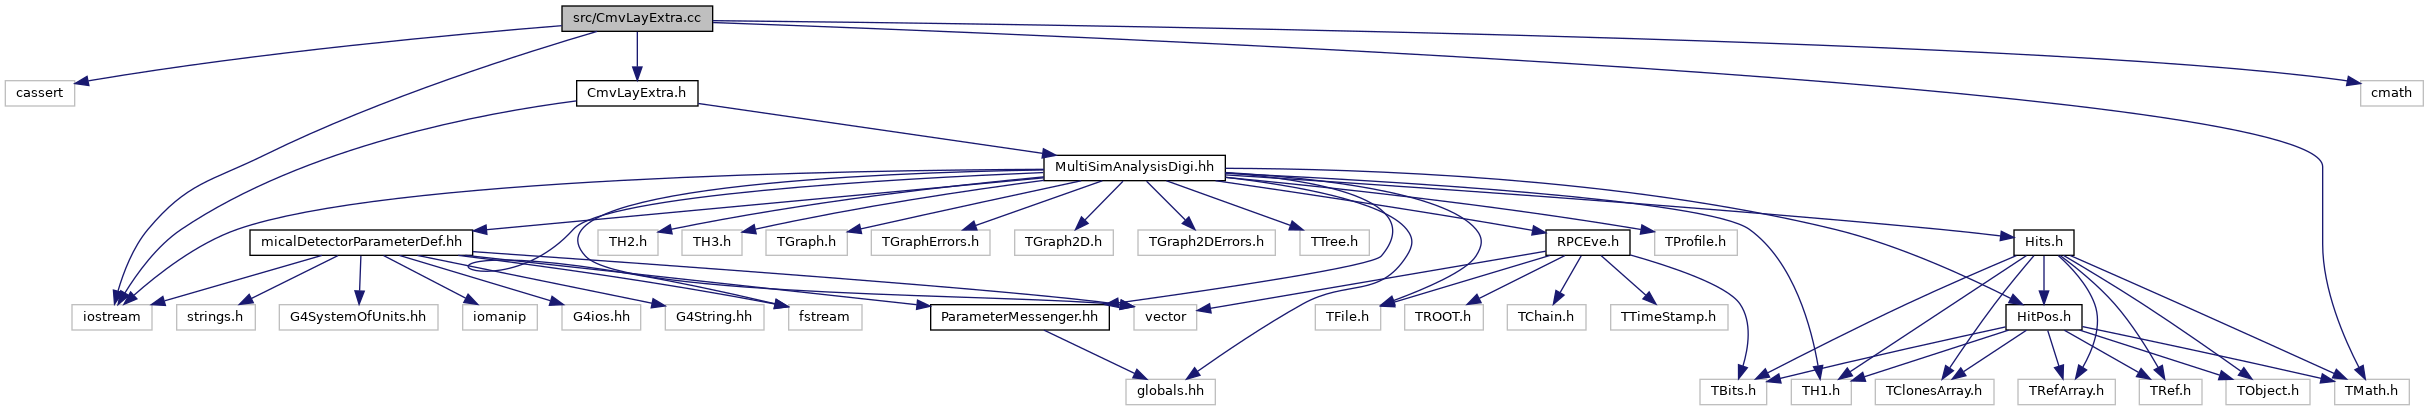 src/CmvLayExtra.cc
cassert
CmvLayExtra.h
cmath
MultiSimAnalysisDigi.hh
micalDetectorParameterDef.hh
TH2.h
TH3.h
TGraph.h
TGraphErrors.h
TGraph2D.h
TGraph2DErrors.h
TTree.h
RPCEve.h
TProfile.h
Hits.h
iostream
strings.h
G4SystemOfUnits.hh
iomanip
G4ios.hh
G4String.hh
fstream
ParameterMessenger.hh
vector
TFile.h
TROOT.h
TChain.h
TTimeStamp.h
HitPos.h
globals.hh
TBits.h
TH1.h
TClonesArray.h
TRefArray.h
TRef.h
TObject.h
TMath.h